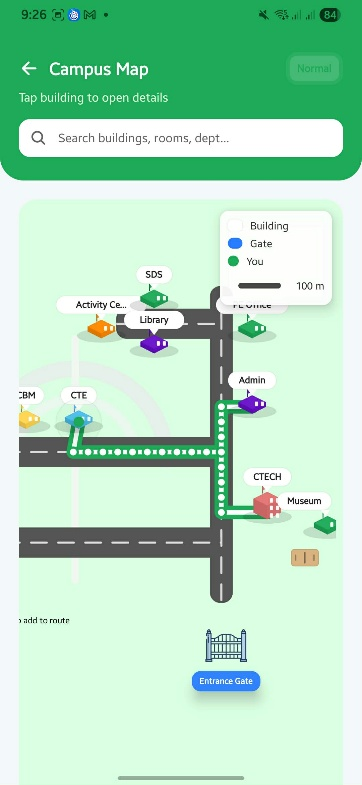 9:26
84
Campus Map
Normal
Tap building to open details
Search buildings, rooms, dept...
Building
Gate
You
100 m
SDS
Activity Ce...
Library
Office
Admin
CBM
CTE
CTECH
Museum
add to route
Entrance Gate